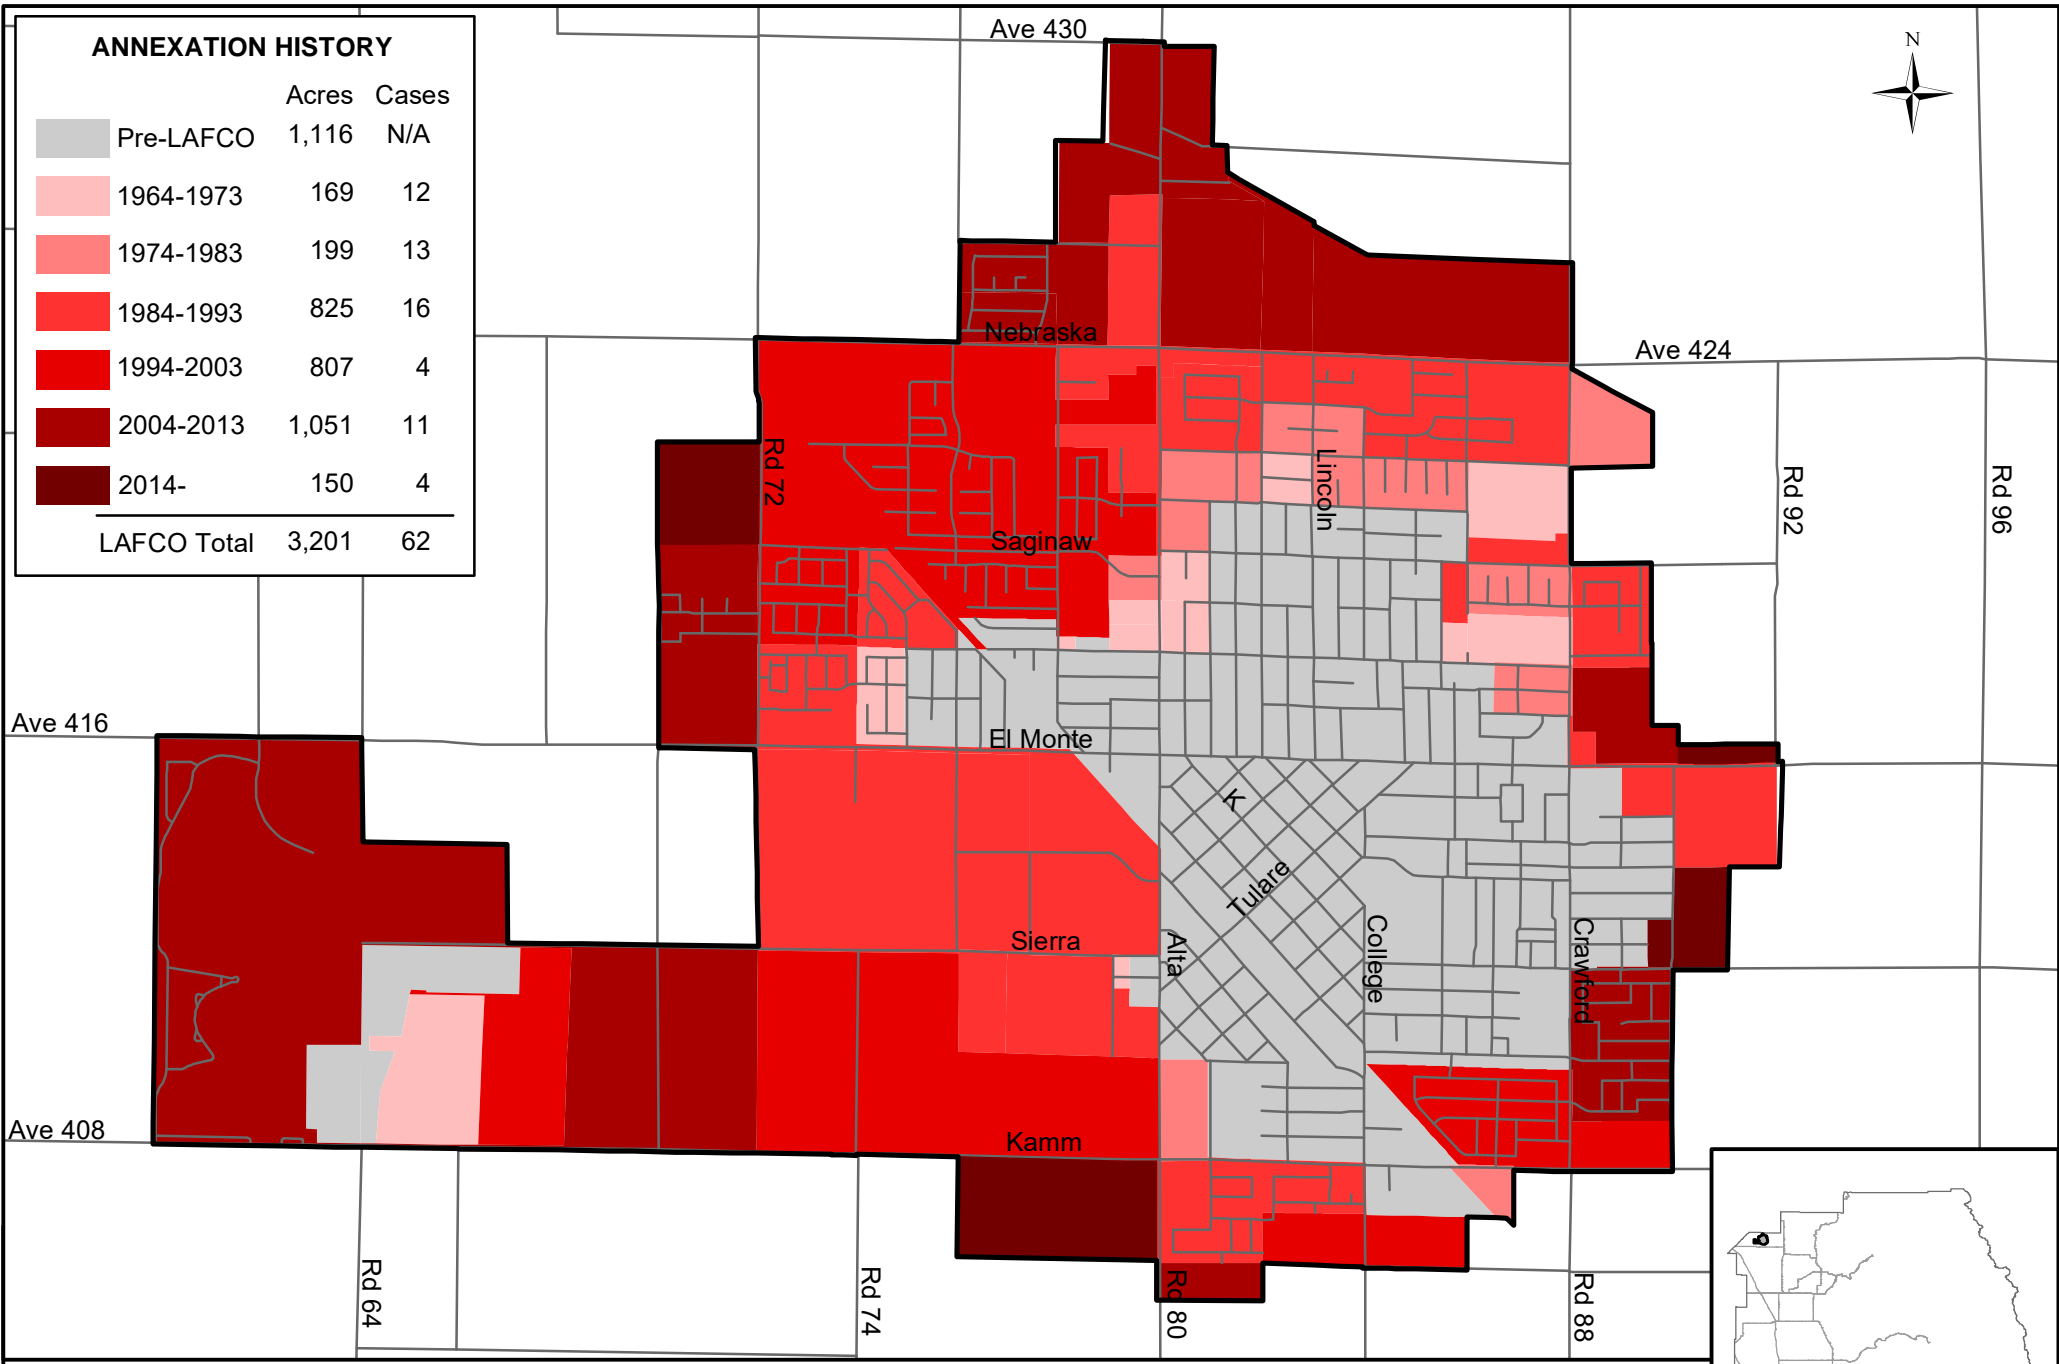 ANNEXATION HISTORY
Acres Cases
Pre-LAFCO 1,116 N/A
1964-1973 169 12
1974-1983 199 13
1984-1993 825 16
1994-2003 807 4
2004-2013 1,051 11
2014- 150 4
LAFCO Total 3,201 62
Ave 430
N
Nebraska
Ave 424
Rd 72
Lincoln
Rd 92
Rd 96
Saginaw
Ave 416
El Monte
K
Tulare
Sierra
Alta
College
Crawford
Ave 408
Kamm
Rd 64
Rd 74
Rd 80
Rd 88